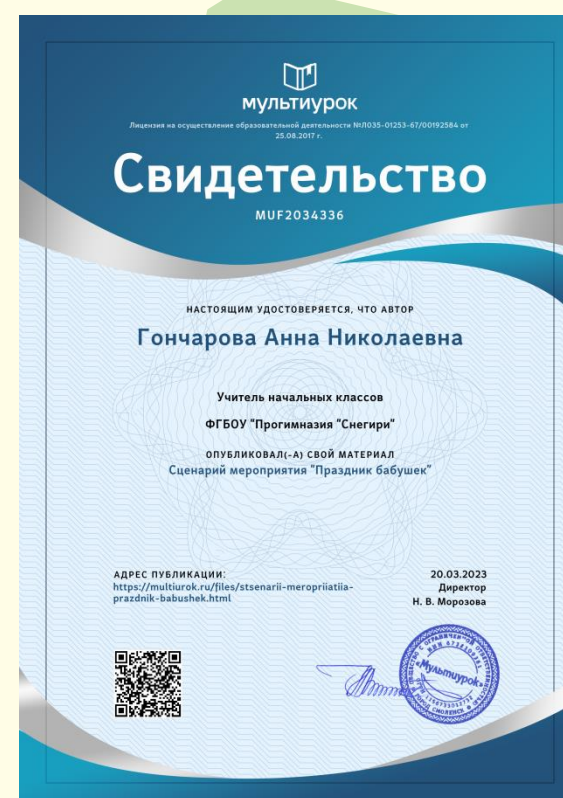 мультиурок
Лицензия на осуществление образовательной деятельности №Л035-01253-67/00192584 от
25.08.2017 г.
Свидетельство
MUF2034336
НАСТОЯЩИМ УДОСТОВЕРЯЕТСЯ, ЧТО АВТОР
Гончарова Анна Николаевна
Учитель начальных классов
ФГБОУ "Прогимназия "Снегири"
ОПУБЛИКОВАЛ(-А) СВОЙ МАТЕРИАЛ
Сценарий мероприятия "Праздник бабушек"
АДРЕС ПУБЛИКАЦИИ:
https://multiurok.ru/files/stsenarii-meropriiatiia-
prazdnik-babushek.html
20.03.2023
Директор
Н. В. Морозова
«Мультиурок»